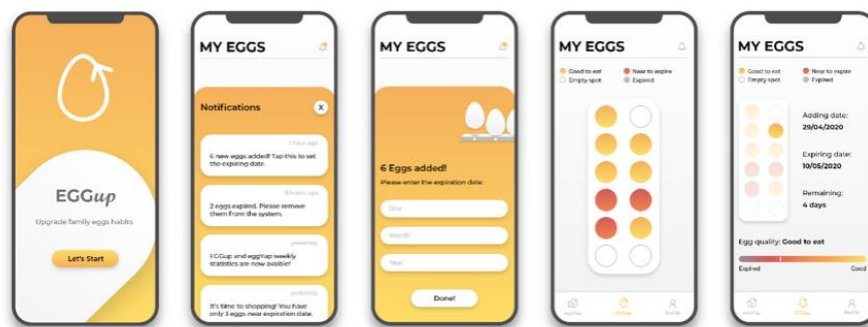 EGGup
Upgrade family eggs habits
Let's Start
MY EGGS
Notifications
X
1 hour ago
6 new eggs added! Tap this to set
the expiring date.
5 hours ago
2 eggs expired. Please remove
them from the system.
yesterday
EGGup and eggYup weekly
statistics are now avaible!
yesterday
It's time to shopping! You have
only 3 eggs near expiration date.
MY EGGS
6 Eggs added!
Please enter the expiration date:
Day
Month
Year
Done!
MY EGGS
Good to eat
Near to expire
Empty spot
Expired
EGGup
Profile
MY EGGS
Good to eat
Near to expire
Empty spot
Expired
Adding date:
29/04/2020
Expiring date:
10/05/2020
Remaining:
4 days
Egg quality: Good to eat
Expired
Good
EGGup
Profile